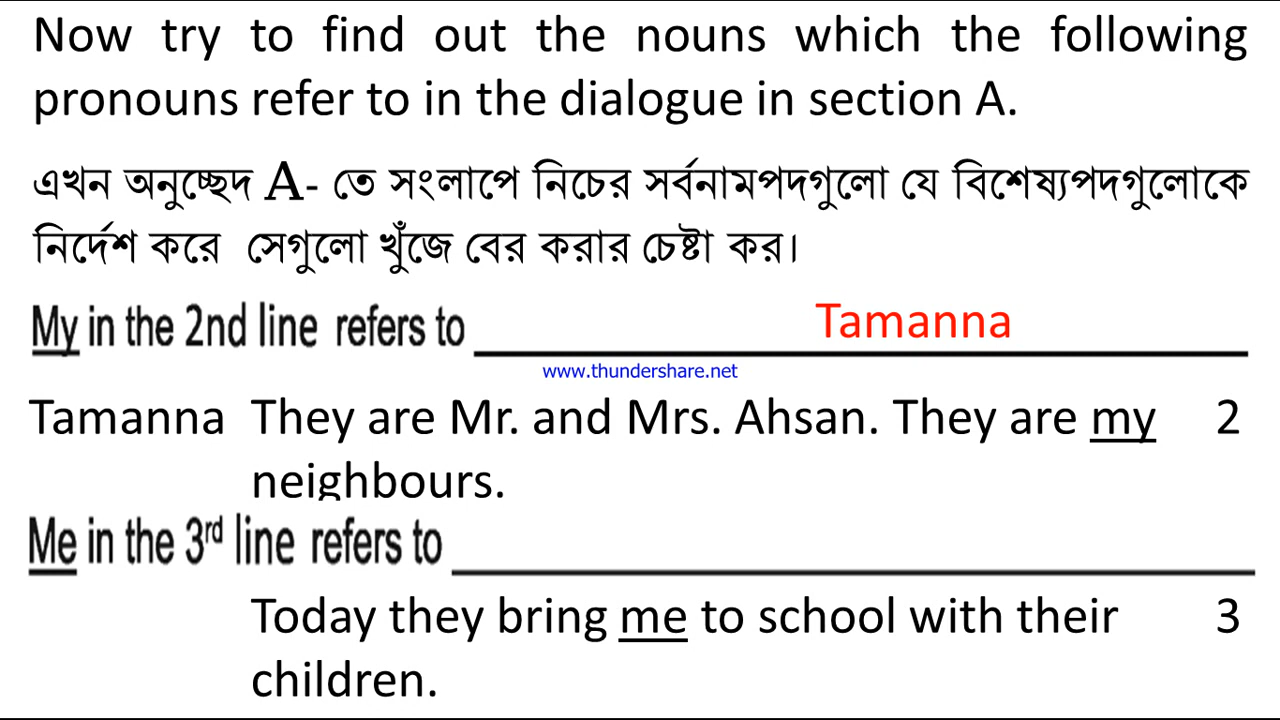 Now try to find out the nouns which the following
pronouns refer to in the dialogue in section A.
এখন অনুচ্ছেদ A- তে সংলাপে নিচের সর্বনামপদগুলো যে বিশেষ্যপদগুলোকে
নির্দেশ করে সেগুলো খুঁজে বের করার চেষ্টা কর।
My in the 2nd line refers to Tamanna
www.thundershare.net
Tamanna They are Mr. and Mrs. Ahsan. They are my 2
neighbours.
Me in the 3rd line refers to
Today they bring me to school with their 3
children.